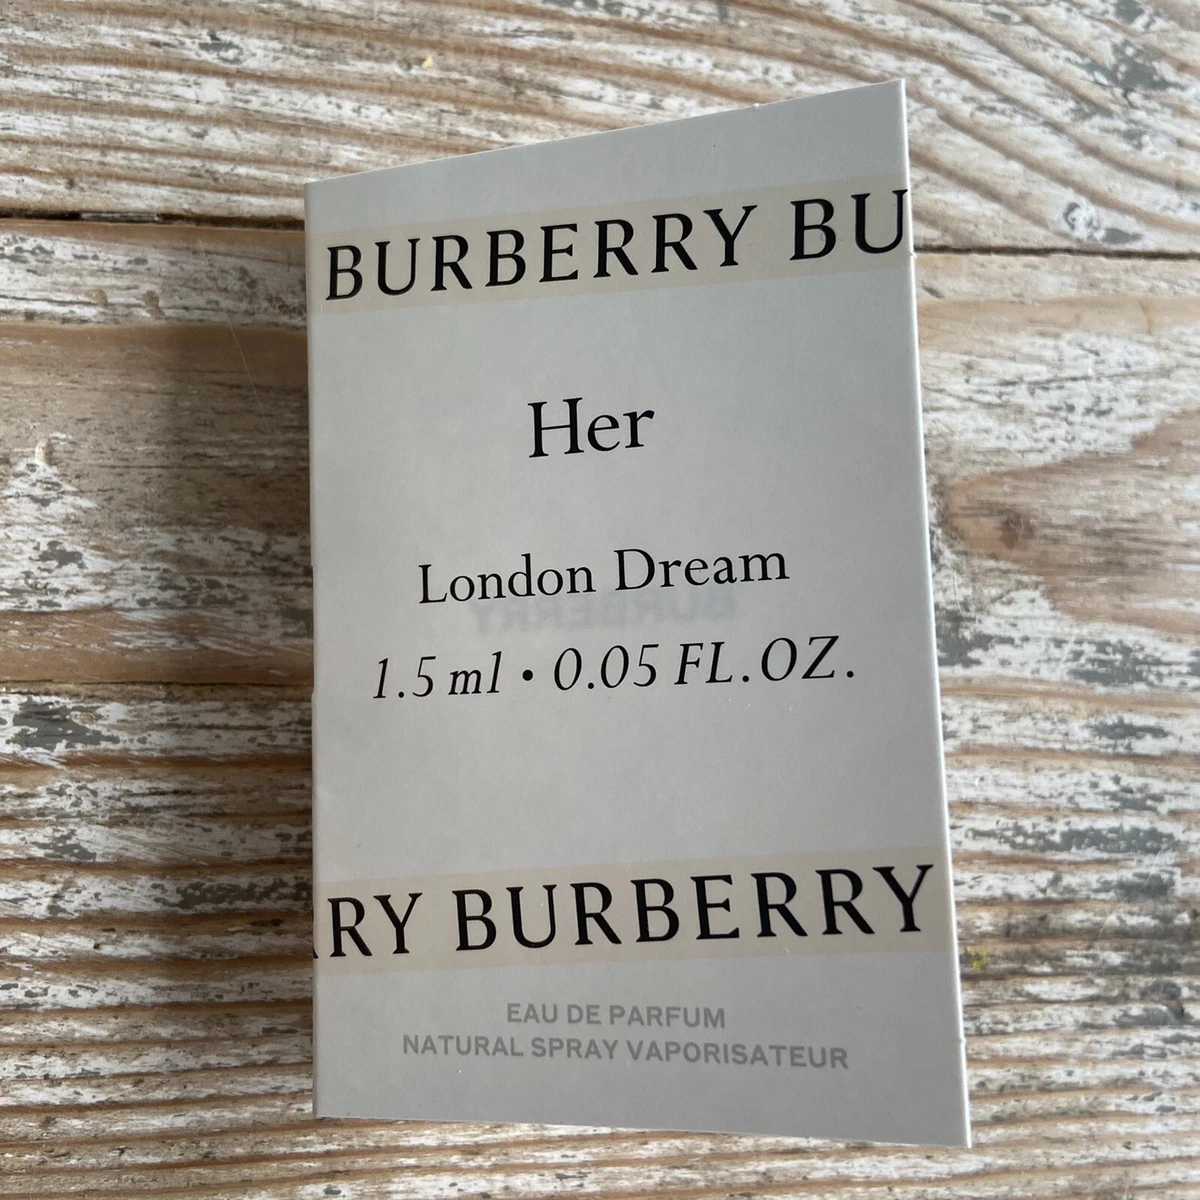 BURBERRY BU
Her
London Dream
1.5 ml • 0.05 FL.OZ.
RY BURBERRY
EAU DE PARFUM
NATURAL SPRAY VAPORISATEUR